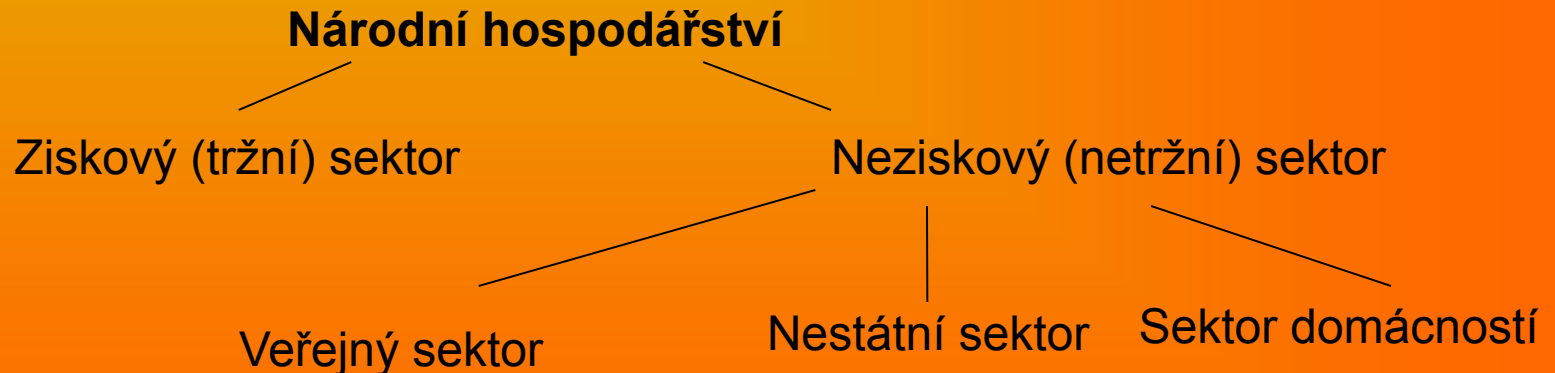 Národní hospodářství
Ziskový (tržní) sektor
Neziskový (netržní) sektor
Veřejný sektor
Nestátní sektor
Sektor domácností